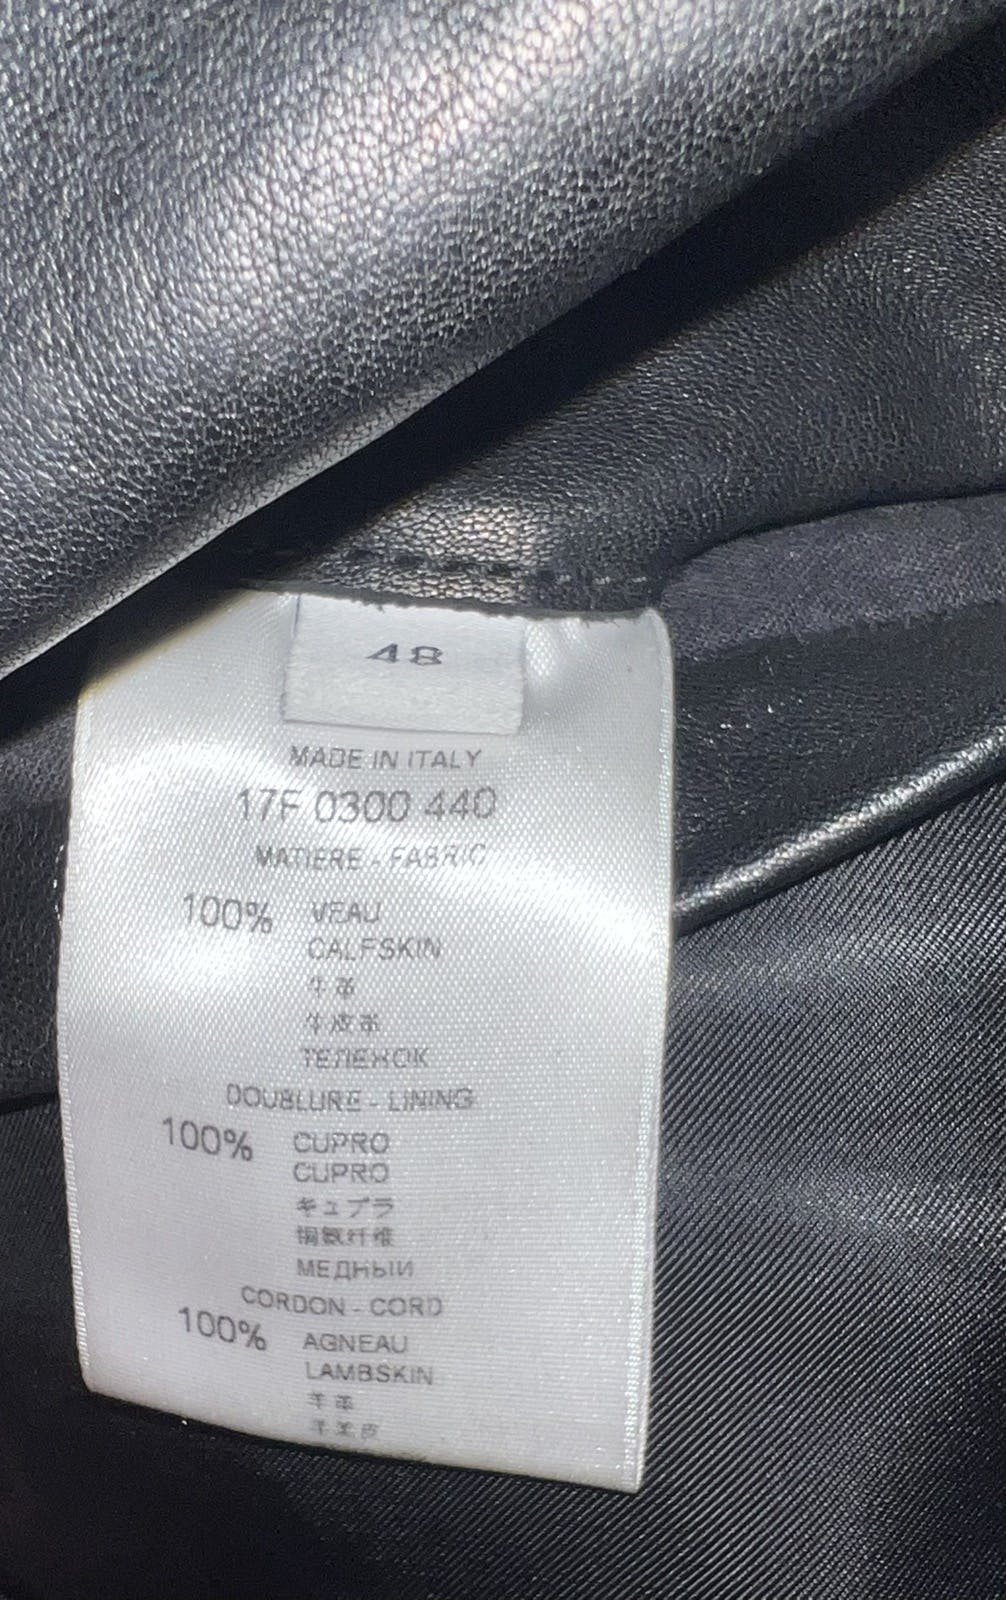 48
MADE IN ITALY
17F 0300 440
MATIERE - FABRIC
100% VEAU
CALFSKIN
牛革
牛皮革
ТЕЛЕНОК
DOUBLURE - LINING
100% CUPRO
CUPRO
キュプラ
铜氨纤维
МЕДНЫЙ
CORDON - CORD
100% AGNEAU
LAMBSKIN
羊革
羊羔皮